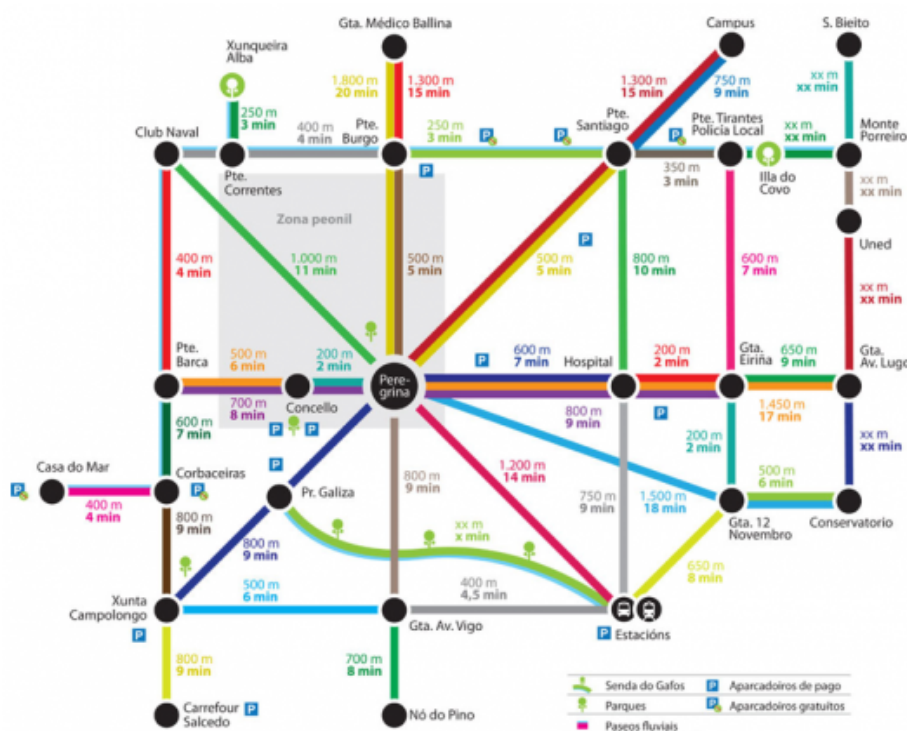 Gta. Médico Ballina
Campus
S. Bieito
Xunqueira
Alba
1.800 m
20 min
1.300 m
15 min
1.300 m
15 min
750 m
9 min
xx m
xx min
250 m
3 min
400 m
4 min
Pte.
Burgo
250 m
3 min
Pte.
Santiago
Pte. Tirantes
Policía Local
xx m
xx min
Monte
Porreiro
Club Naval
Pte.
Correntes
350 m
3 min
Illa do
Covo
xx m
xx min
Zona peonil
Uned
400 m
4 min
1.000 m
11 min
500 m
5 min
500 m
5 min
800 m
10 min
600 m
7 min
xx m
xx min
Pte.
Barca
500 m
6 min
200 m
2 min
600 m
7 min
Hospital
200 m
2 min
Gta.
Eiriña
650 m
9 min
Gta.
Av. Lugo
Pere-
grina
700 m
8 min
Concello
800 m
9 min
1.450 m
17 min
600 m
7 min
200 m
2 min
xx m
xx min
Casa do Mar
Corbaceiras
800 m
9 min
1.200 m
14 min
500 m
6 min
400 m
4 min
Pr. Galiza
750 m
9 min
1.500 m
18 min
Gta. 12
Novembro
Conservatorio
800 m
9 min
xx m
x min
800 m
9 min
650 m
8 min
500 m
6 min
400 m
4,5 min
Xunta
Campolongo
Gta. Av. Vigo
Estacións
800 m
9 min
700 m
8 min
Carrefour
Salcedo
Nó do Pino
Senda do Gafos
Aparcadoiros de pago
Parques
Aparcadoiros gratuítos
Paseos fluviais